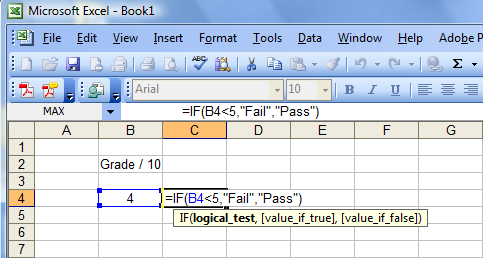 Microsoft Excel - Book1
File Edit View Insert Format Tools Data Window Help Adobe
ABC
Arial 10 B I U
MAX =IF(B4<5,"Fail","Pass")
A B C D E F G
1
2 Grade / 10
3
4 4 =IF(B4<5,"Fail","Pass")
5 IF(logical_test, [value_if_true], [value_if_false])
6
7
8